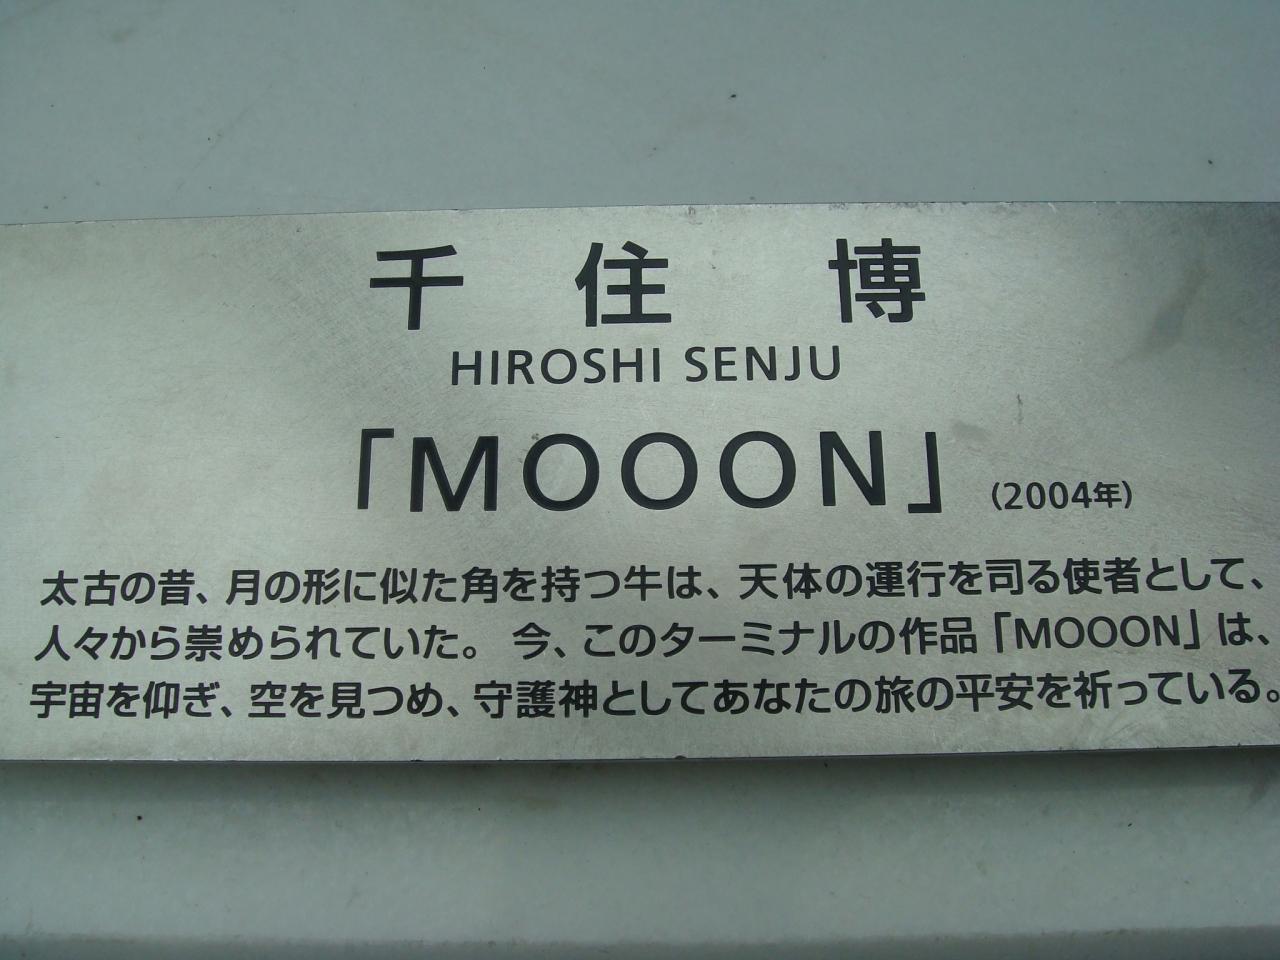 千住博
HIROSHI SENJU
「MOOON」 (2004年)
太古の昔、月の形に似た角を持つ牛は、天体の運行を司る使者として、
人々から崇められていた。 今、このターミナルの作品「MOOON」は、
宇宙を仰ぎ、空を見つめ、守護神としてあなたの旅の平安を祈っている。